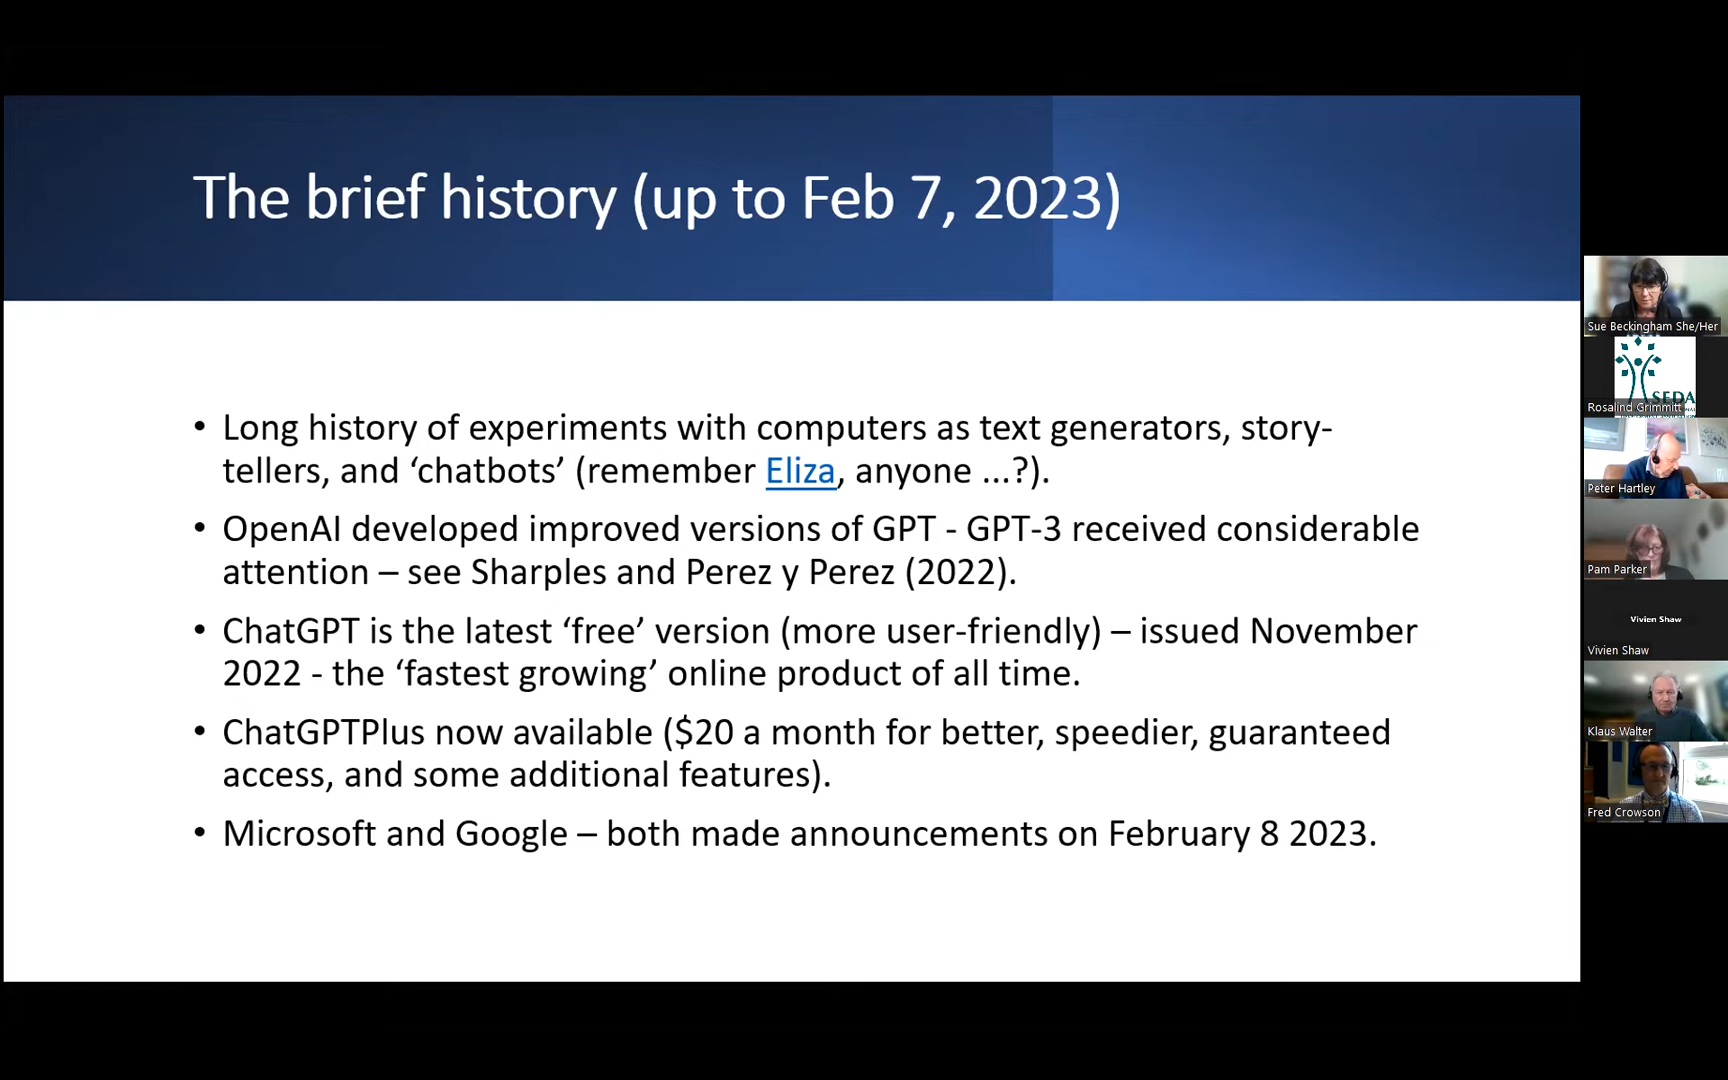 The brief history (up to Feb 7, 2023)
• Long history of experiments with computers as text generators, story-
tellers, and ‘chatbots’ (remember Eliza, anyone ...?).
• OpenAI developed improved versions of GPT - GPT-3 received considerable
attention – see Sharples and Perez y Perez (2022).
• ChatGPT is the latest ‘free’ version (more user-friendly) – issued November
2022 - the ‘fastest growing’ online product of all time.
• ChatGPTPlus now available ($20 a month for better, speedier, guaranteed
access, and some additional features).
• Microsoft and Google – both made announcements on February 8 2023.
Sue Beckingham She/Her
SEDA
Rosalind Grimmitt
Peter Hartley
Pam Parker
Vivien Shaw
Vivien Shaw
Klaus Walter
Fred Crowson